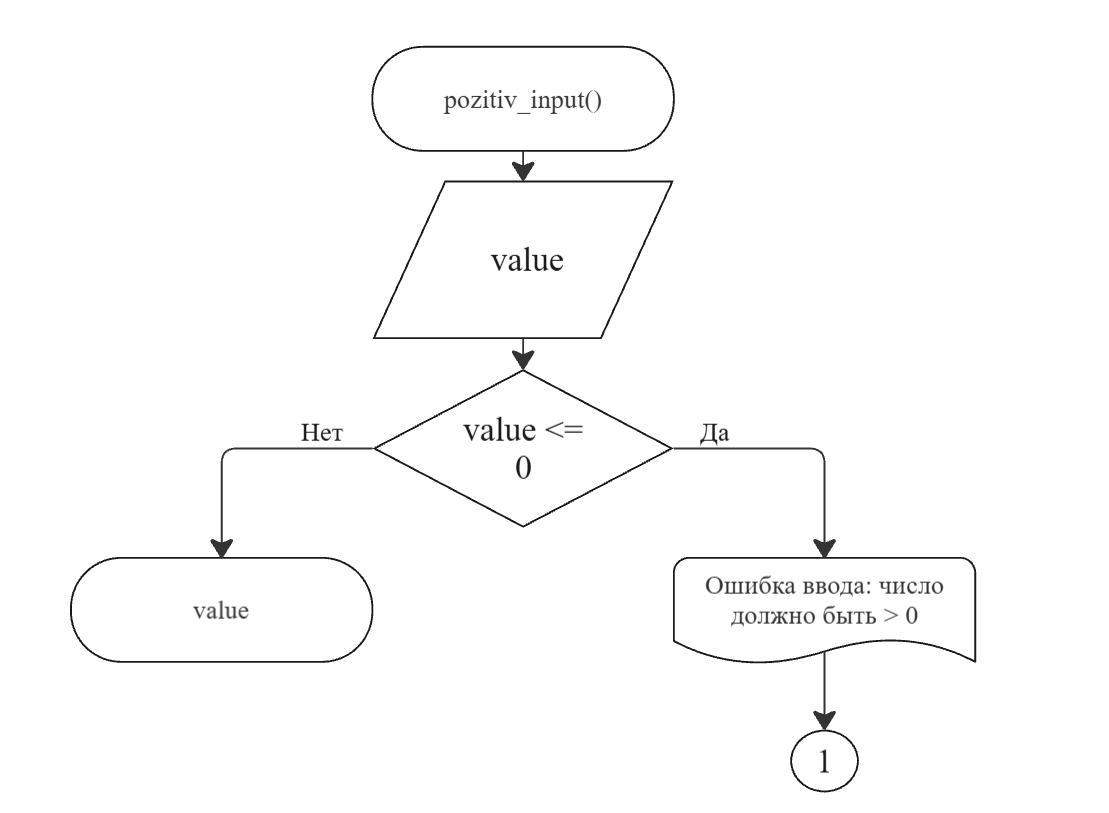 pozitiv_input()
value
value <=
0
Нет
Да
value
Ошибка ввода: число
должно быть > 0
1